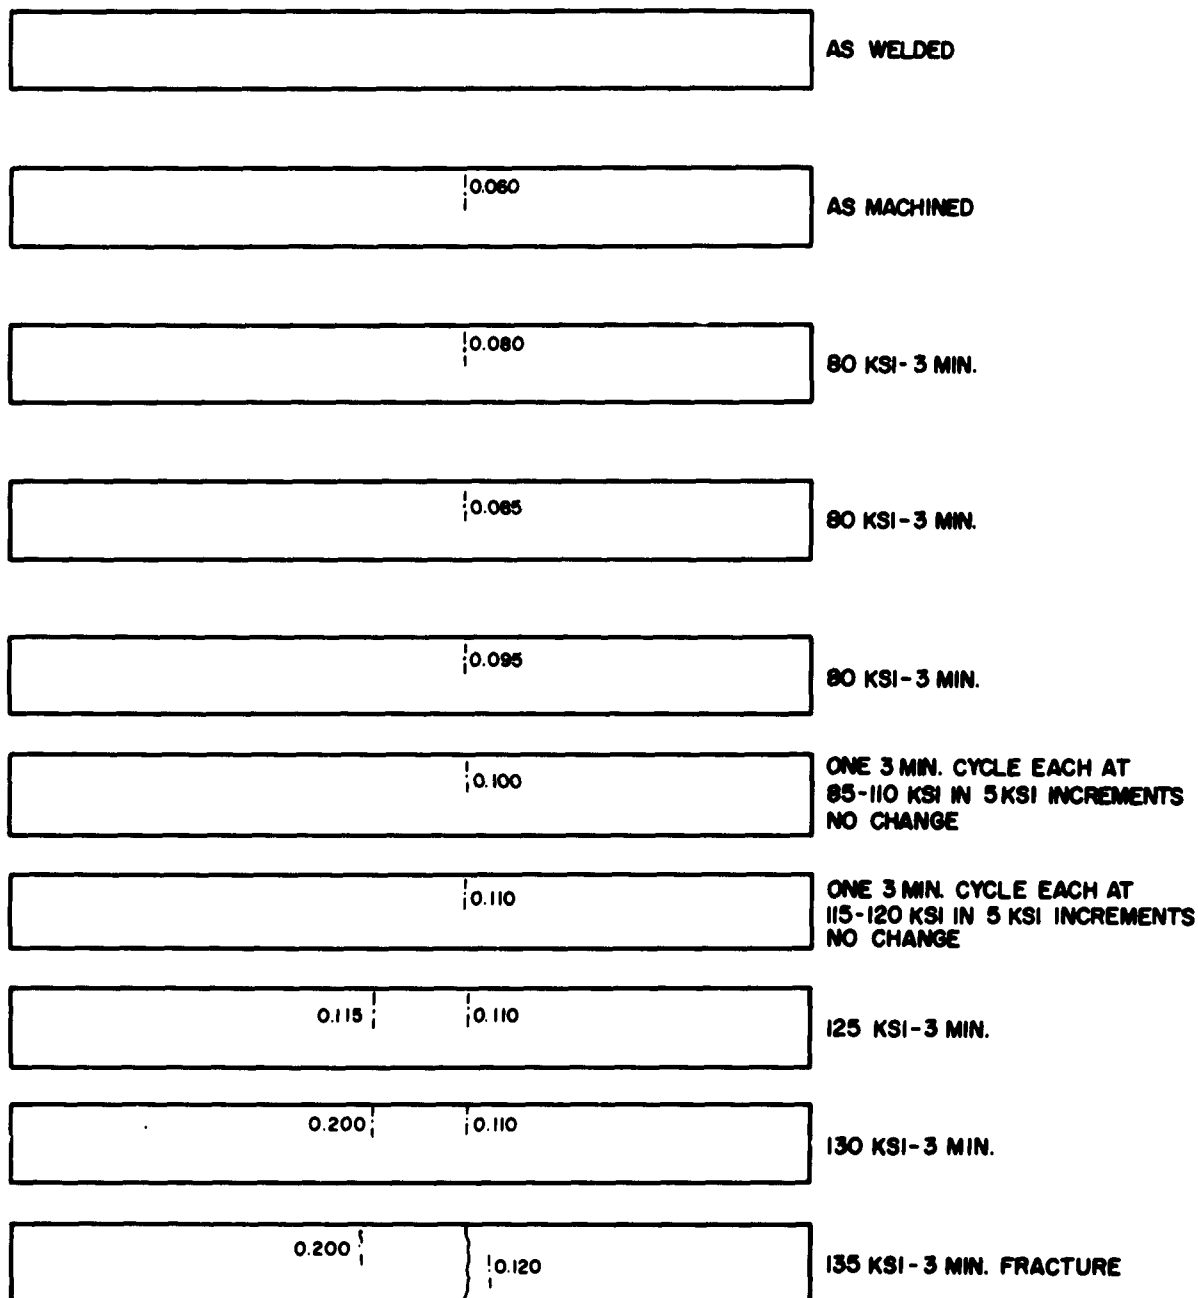 AS WELDED
0.060
AS MACHINED
0.080
80 KSI-3 MIN.
0.085
80 KSI-3 MIN.
0.095
80 KSI-3 MIN.
0.100
ONE 3 MIN. CYCLE EACH AT
85-110 KSI IN 5 KSI INCREMENTS
NO CHANGE
0.110
ONE 3 MIN. CYCLE EACH AT
115-120 KSI IN 5 KSI INCREMENTS
NO CHANGE
0.115 0.110
125 KSI-3 MIN.
0.200 0.110
130 KSI-3 MIN.
0.200
0.120
135 KSI-3 MIN. FRACTURE